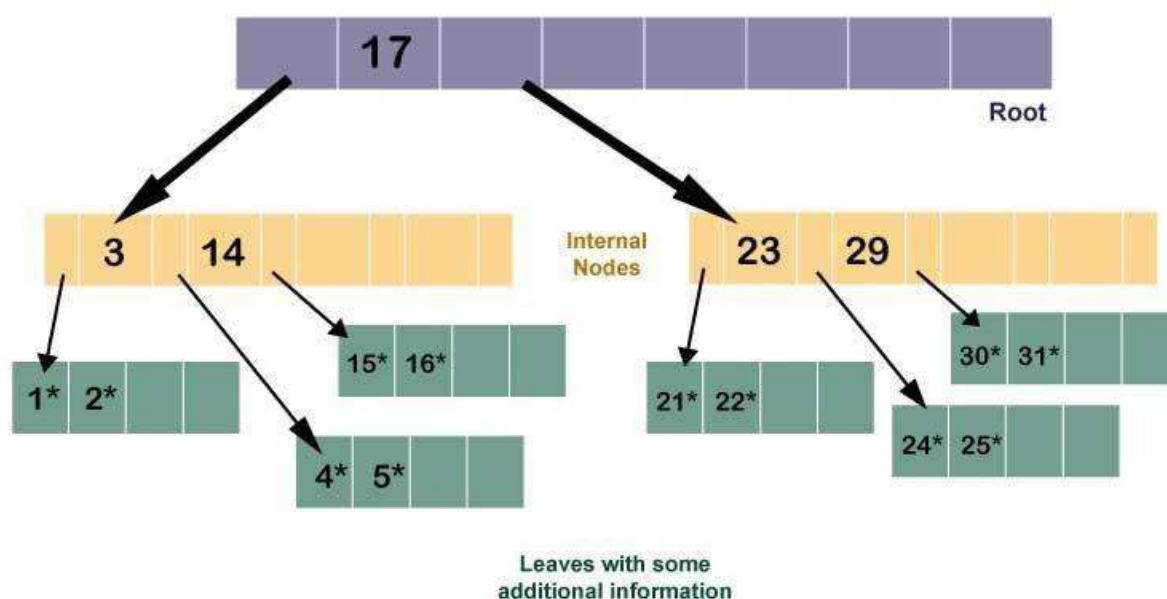 17
Root
3 14
Internal
Nodes
23 29
1* 2*
15* 16*
4* 5*
21* 22*
30* 31*
24* 25*
Leaves with some
additional information